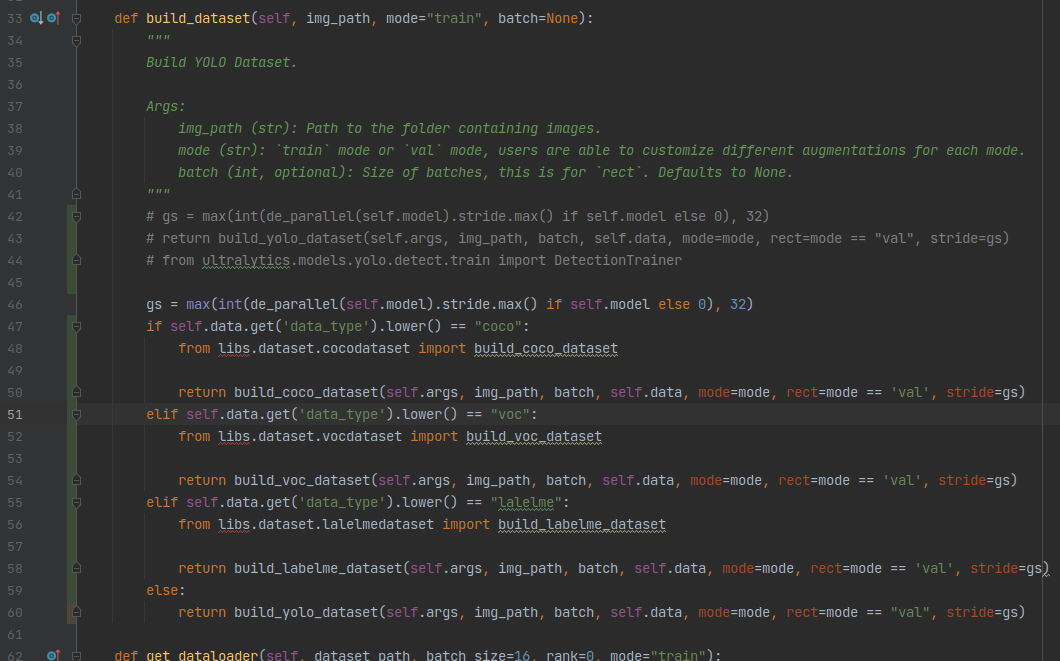 33 def build_dataset(self, img_path, mode="train", batch=None):
34 """
35 Build YOLO Dataset.
36
37 Args:
38 img_path (str): Path to the folder containing images.
39 mode (str): `train` mode or `val` mode, users are able to customize different augmentations for each mode.
40 batch (int, optional): Size of batches, this is for `rect`. Defaults to None.
41 """
42 # gs = max(int(de_parallel(self.model).stride.max() if self.model else 0), 32)
43 # return build_yolo_dataset(self.args, img_path, batch, self.data, mode=mode, rect=mode == "val", stride=gs)
44 # from ultralytics.models.yolo.detect.train import DetectionTrainer
45
46 gs = max(int(de_parallel(self.model).stride.max() if self.model else 0), 32)
47 if self.data.get('data_type').lower() == "coco":
48 from libs.dataset.cocodataset import build_coco_dataset
49
50 return build_coco_dataset(self.args, img_path, batch, self.data, mode=mode, rect=mode == 'val', stride=gs)
51 elif self.data.get('data_type').lower() == "voc":
52 from libs.dataset.vocdataset import build_voc_dataset
53
54 return build_voc_dataset(self.args, img_path, batch, self.data, mode=mode, rect=mode == 'val', stride=gs)
55 elif self.data.get('data_type').lower() == "lalelme":
56 from libs.dataset.lalelmedataset import build_labelme_dataset
57
58 return build_labelme_dataset(self.args, img_path, batch, self.data, mode=mode, rect=mode == 'val', stride=gs)
59 else:
60 return build_yolo_dataset(self.args, img_path, batch, self.data, mode=mode, rect=mode == "val", stride=gs)
61
62 def get_dataloader(self, dataset_path, batch_size=16, rank=0, mode="train"):